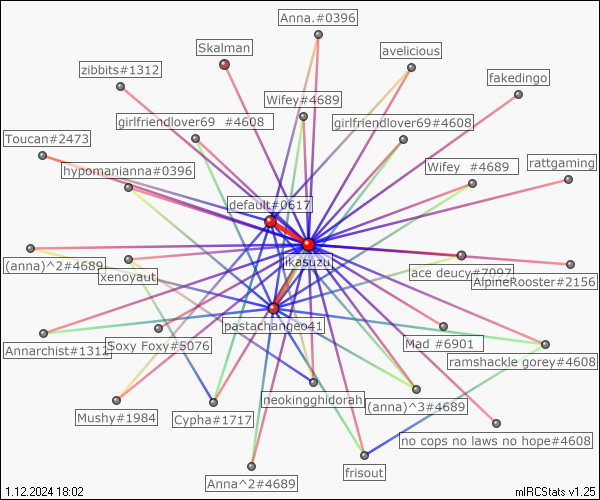 Anna.#0396
Skalman
avelicious
zibbits#1312
fakedingo
Wifey#4689
girlfriendlover69 #4608
girlfriendlover69#4608
Toucan#2473
hypomanianna#0396
Wifey #4689
rattgaming
default#0617
ikasuzu
(anna)^2#4689
xenoyaut
ace deucy#7097
AlpineRooster#2156
pastachangeo41
Annarchist#1312
Soxy Foxy#5076
Mad #6901
ramshackle gorey#4608
neokingghidorah
(anna)^3#4689
Mushy#1984
Cypha#1717
no cops no laws no hope#4608
frisout
Anna^2#4689
1.12.2024 18:02
mIRCStats v1.25